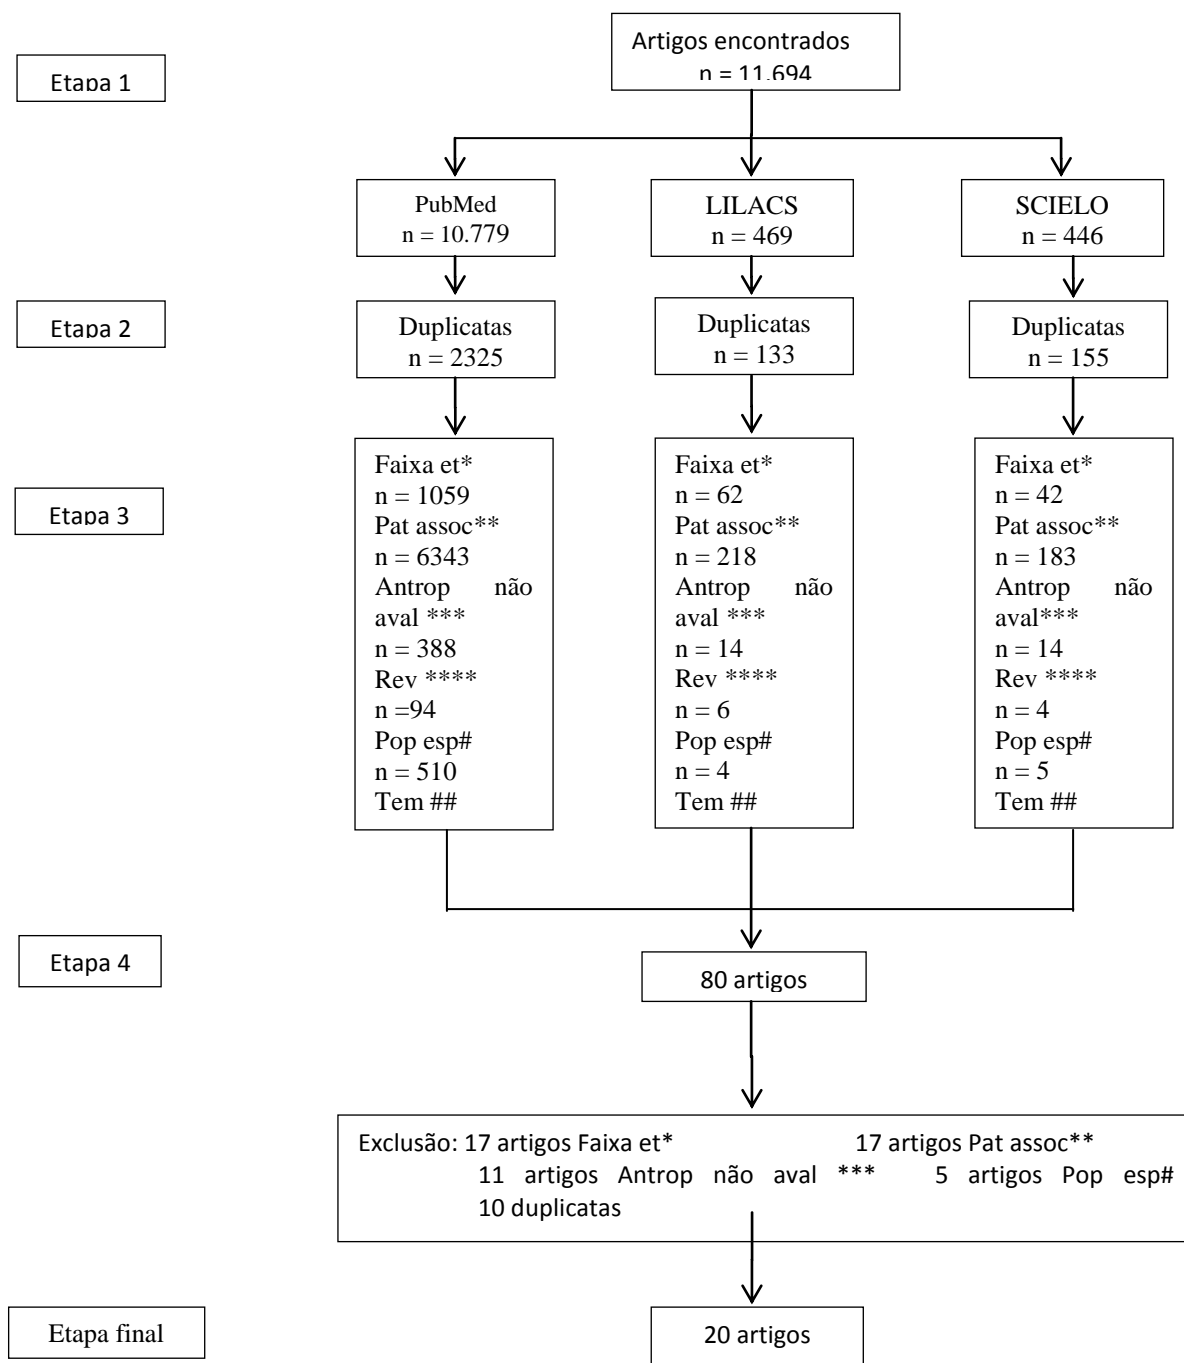 Artigos encontrados
n = 11.694
Etapa 1
PubMed
n = 10.779
LILACS
n = 469
SCIELO
n = 446
Etapa 2
Duplicatas
n = 2325
Duplicatas
n = 133
Duplicatas
n = 155
Etapa 3
Faixa et*
n = 1059
Pat assoc**
n = 6343
Antrop não
aval ***
n = 388
Rev ****
n =94
Pop esp#
n = 510
Tem ##
Faixa et*
n = 62
Pat assoc**
n = 218
Antrop não
aval ***
n = 14
Rev ****
n = 6
Pop esp#
n = 4
Tem ##
Faixa et*
n = 42
Pat assoc**
n = 183
Antrop não
aval***
n = 14
Rev ****
n = 4
Pop esp#
n = 5
Tem ##
Etapa 4
80 artigos
Exclusão: 17 artigos Faixa et* 17 artigos Pat assoc**
11 artigos Antrop não aval *** 5 artigos Pop esp#
10 duplicatas
Etapa final
20 artigos